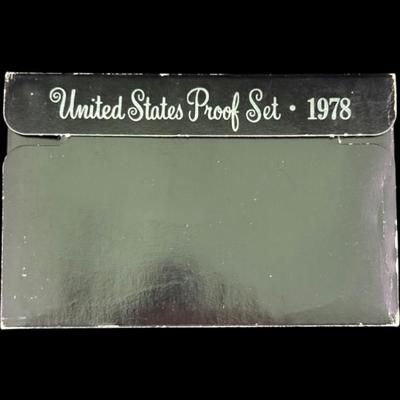 United States Proof Set · 1978